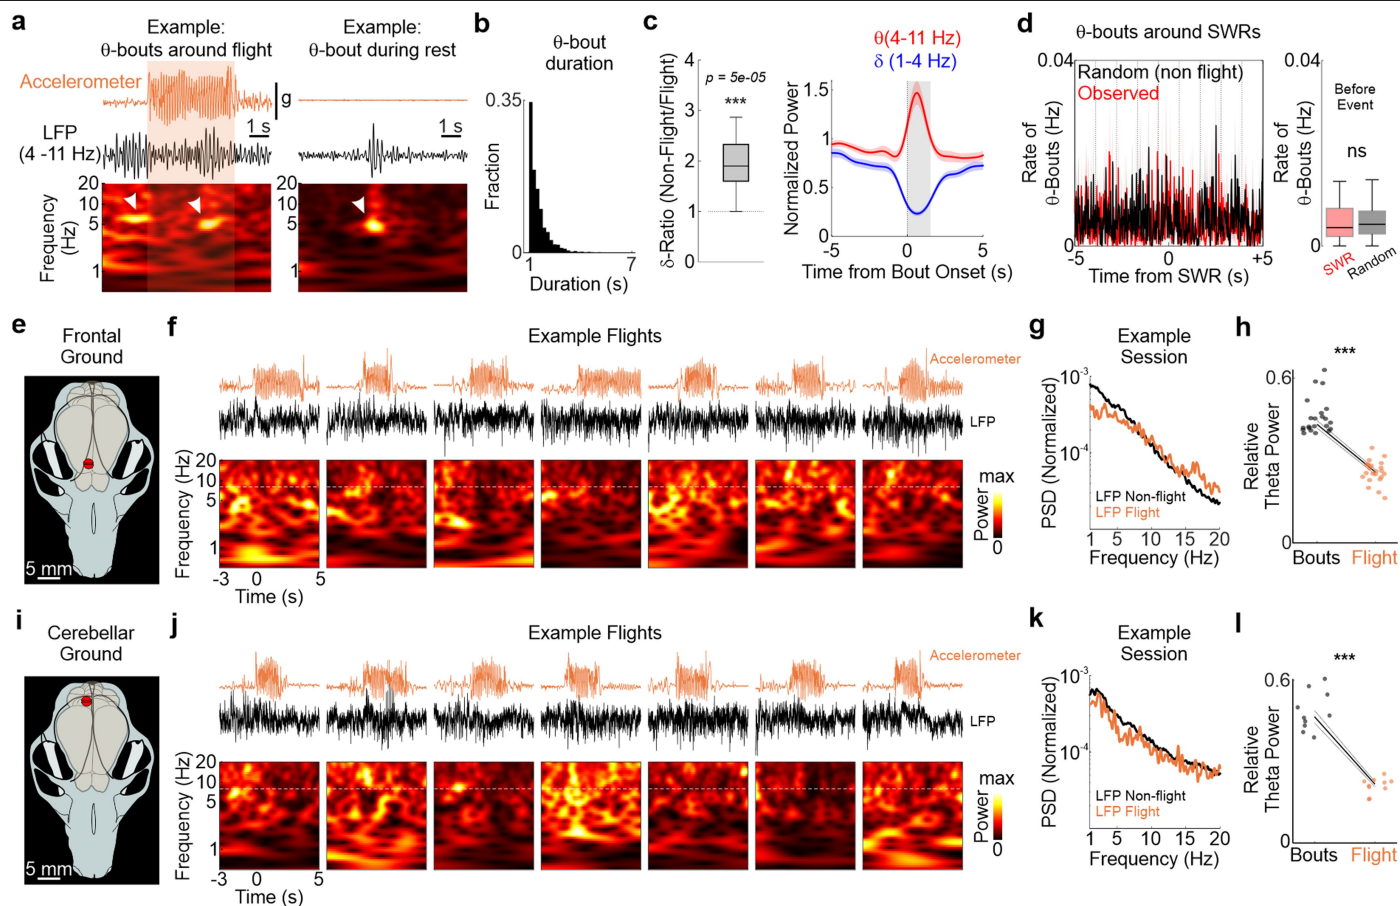 a
Example:
θ-bouts around flight
Example:
θ-bout during rest
Accelerometer
g
LFP
(4 -11 Hz)
1 s
1 s
Frequency
(Hz)
20
10
5
1
20
10
5
1
b
θ-bout
duration
Fraction
0.35
0
1
7
Duration (s)
c
δ-Ratio (Non-Flight/Flight)
4
3
2
1
0
p = 5e-05
***
θ(4-11 Hz)
δ (1-4 Hz)
Normalized Power
1.5
1
0.5
0
-5
0
5
Time from Bout Onset (s)
d
θ-bouts around SWRs
Rate of
θ-Bouts (Hz)
0.04
0
Random (non flight)
Observed
-5
0
+5
Time from SWR (s)
Rate of
θ-Bouts (Hz)
0.04
0
Before
Event
ns
SWR
Random
e
Frontal
Ground
5 mm
f
Example Flights
Accelerometer
LFP
Frequency (Hz)
20
10
5
1
-3
0
5
Time (s)
Power
max
0
g
Example
Session
PSD (Normalized)
10-3
10-4
LFP Non-flight
LFP Flight
1
5
10
15
20
Frequency (Hz)
h
***
Relative
Theta Power
0.6
0
Bouts
Flight
i
Cerebellar
Ground
5 mm
j
Example Flights
Accelerometer
LFP
Frequency (Hz)
20
10
5
1
-3
0
5
Time (s)
Power
max
0
k
Example
Session
PSD (Normalized)
10-3
10-4
LFP Non-flight
LFP Flight
1
5
10
15
20
Frequency (Hz)
l
***
Relative
Theta Power
0.6
0
Bouts
Flight